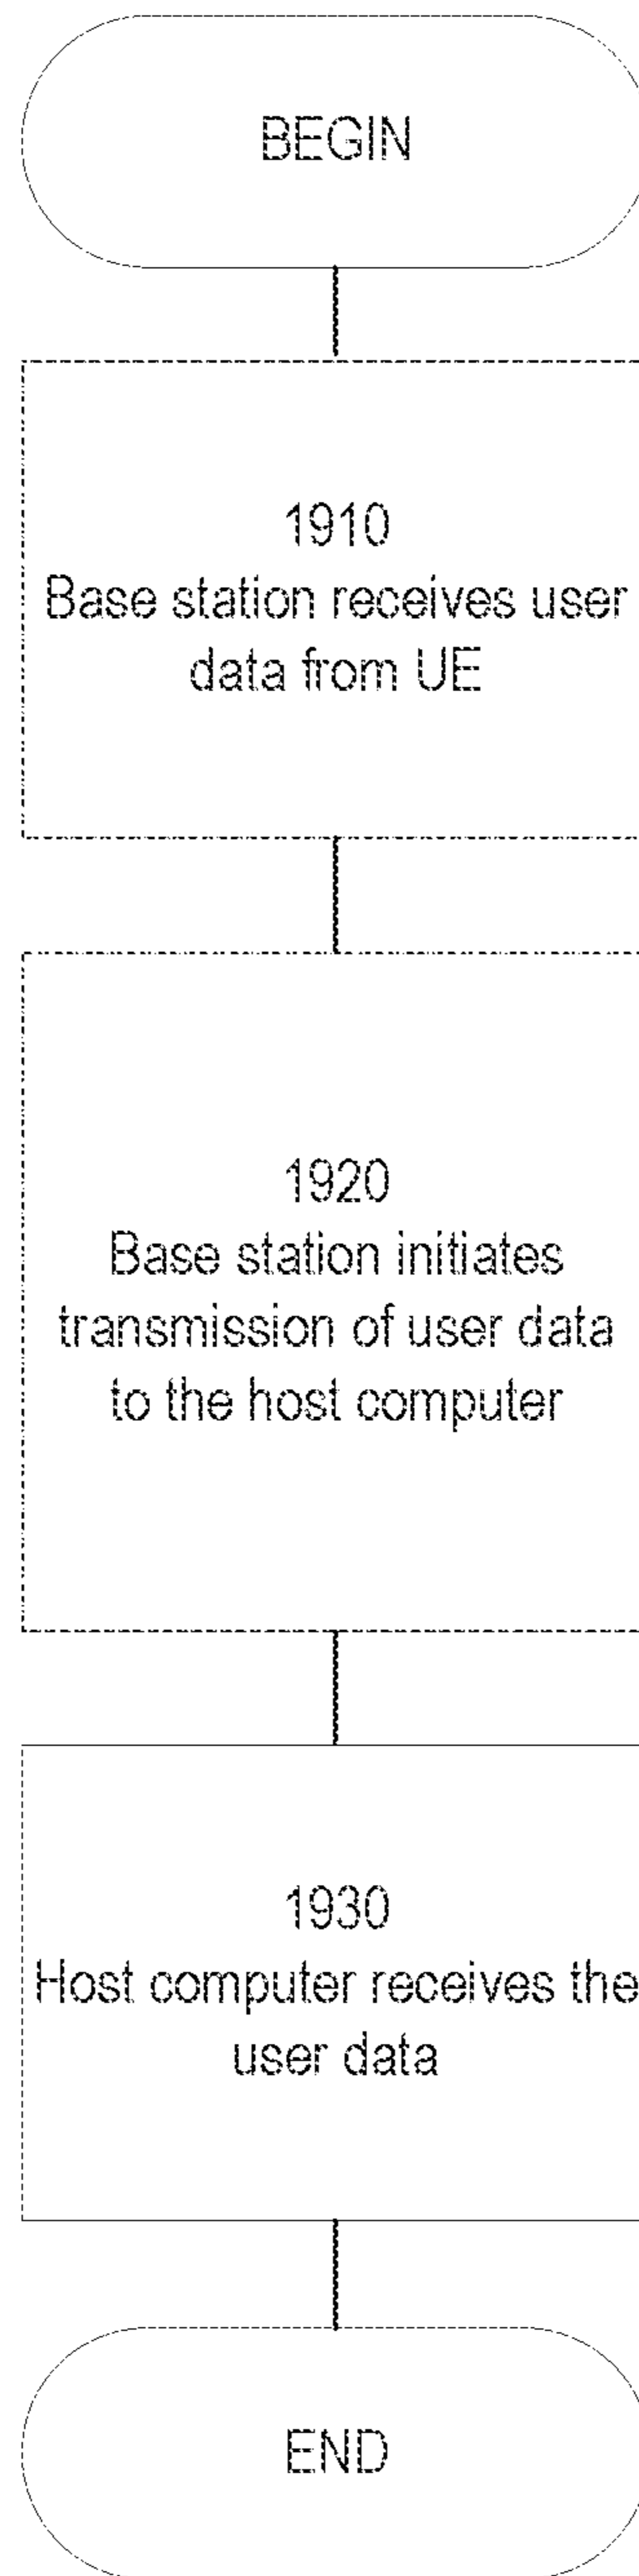 BEGIN
1910
Base station receives user
data from UE
1920
Base station initiates
transmission of user data
to the host computer
1930
Host computer receives the
user data
END